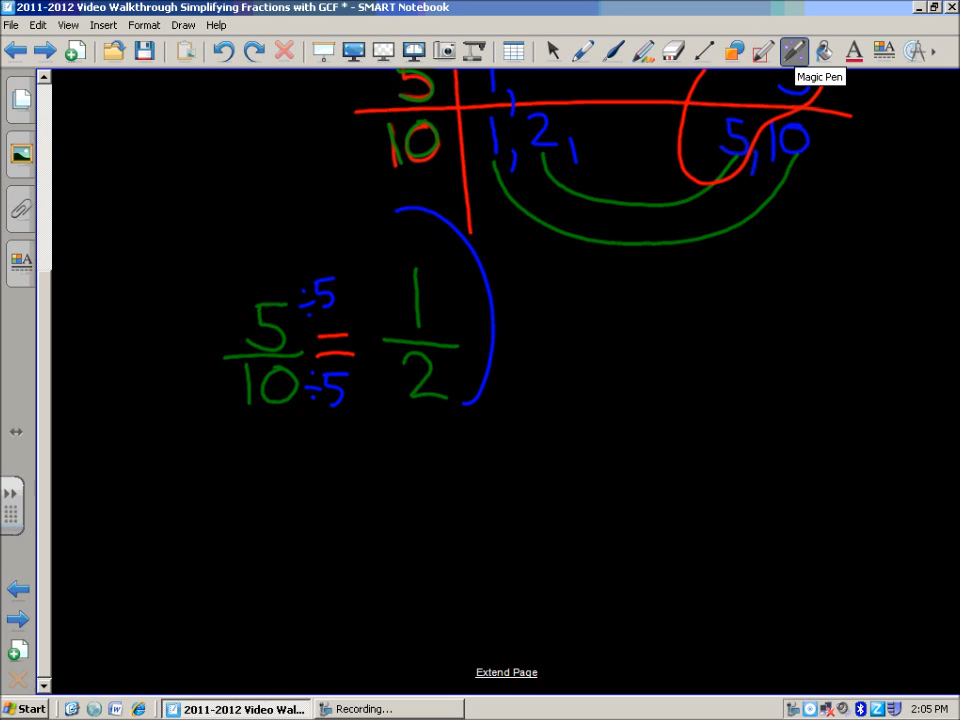 2011-2012 Video Walkthrough Simplifying Fractions with GCF * - SMART Notebook
File Edit View Insert Format Draw Help
Magic Pen
5 1, 5
10 1, 2, 5, 10
5 ÷5 = 1
10 ÷5 2
Extend Page
Start 2011-2012 Video Wal... Recording... 2:05 PM